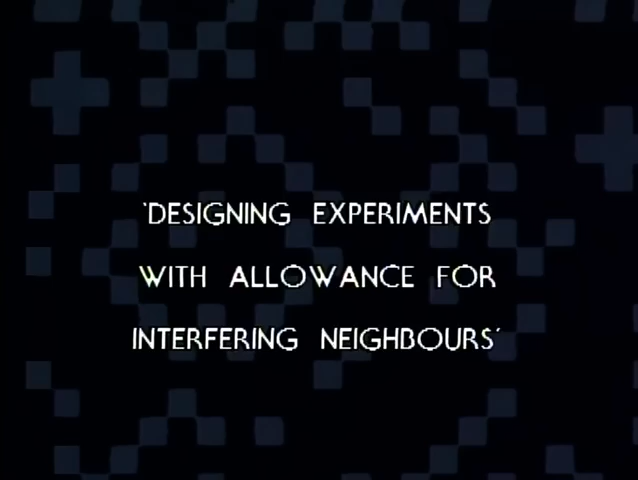 'DESIGNING EXPERIMENTS
WITH ALLOWANCE FOR
INTERFERING NEIGHBOURS'